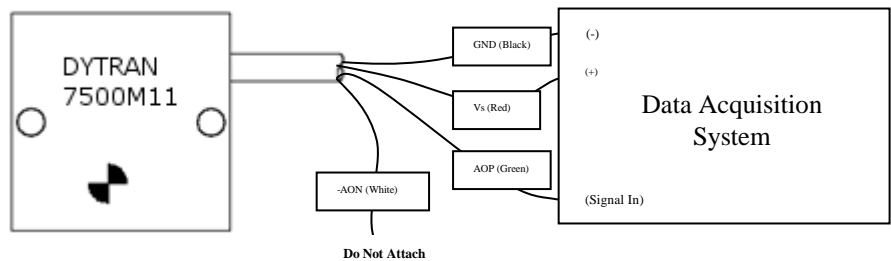 DYTRAN
7500M11
GND (Black)
(-)
(+)
Vs (Red)
Data Acquisition
System
AOP (Green)
-AON (White)
(Signal In)
Do Not Attach